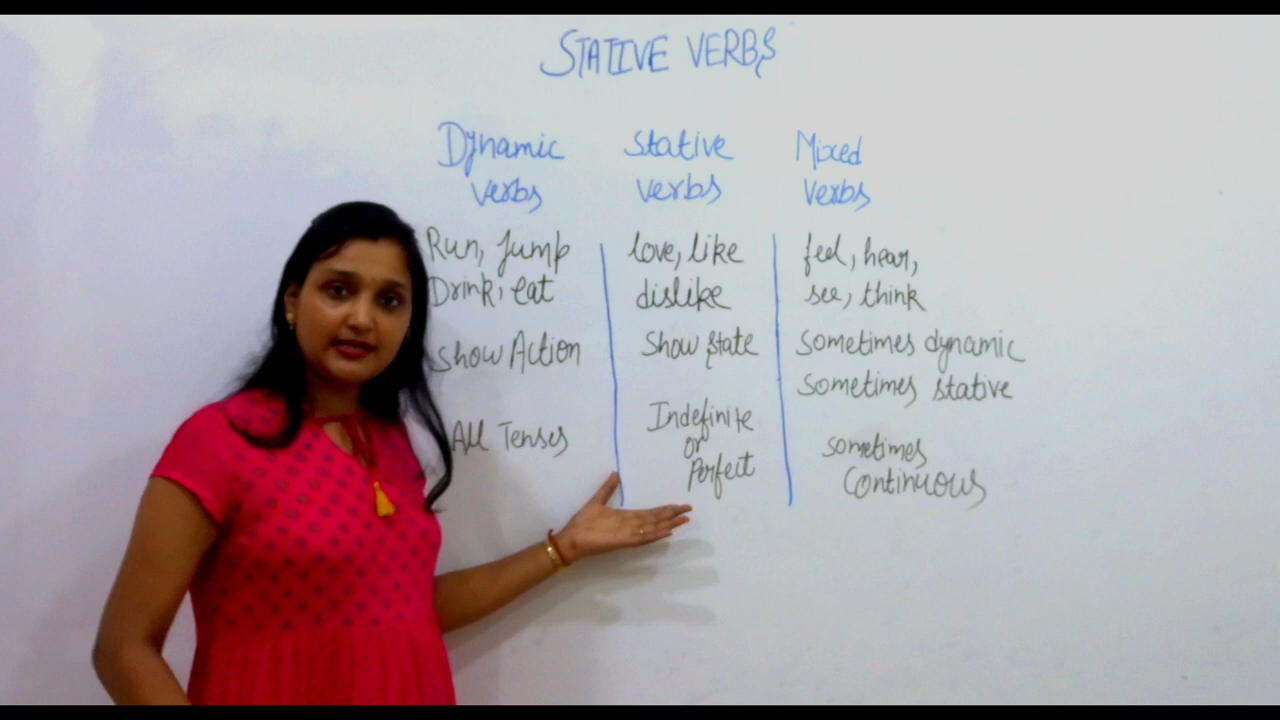 STATIVE VERBS
Dynamic verbs
Run, Jump
Drink, eat
Show Action
All Tenses
Stative verbs
love, like
dislike
Show state
Indefinite
or
Perfect
Mixed verbs
feel, hear,
see, think
Sometimes dynamic
Sometimes stative
sometimes
Continuous